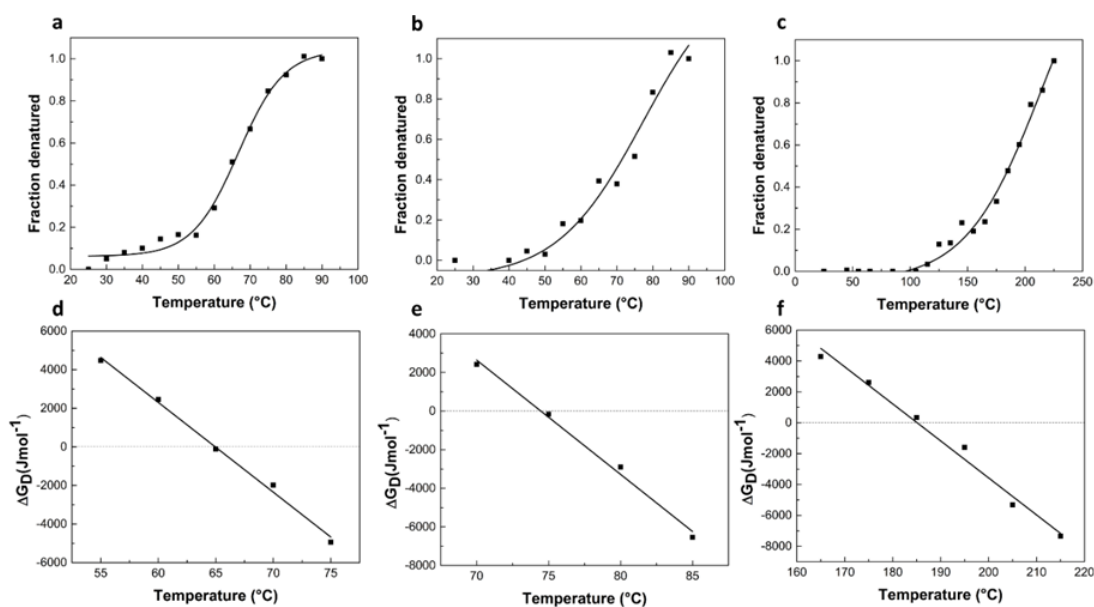 a
b
c
Fraction denatured
1.0
0.8
0.6
0.4
0.2
0.0
20 30 40 50 60 70 80 90 100
Temperature (°C)
Fraction denatured
1.0
0.8
0.6
0.4
0.2
0.0
20 30 40 50 60 70 80 90 100
Temperature (°C)
Fraction denatured
1.0
0.8
0.6
0.4
0.2
0.0
0 50 100 150 200 250
Temperature (°C)
d
e
f
ΔGD(Jmol-1)
6000
4000
2000
0
-2000
-4000
-6000
55 60 65 70 75
Temperature (°C)
ΔGD(Jmol-1)
4000
2000
0
-2000
-4000
-6000
-8000
70 75 80 85
Temperature (°C)
ΔGD(Jmol-1)
6000
4000
2000
0
-2000
-4000
-6000
-8000
160 170 180 190 200 210 220
Temperature (°C)